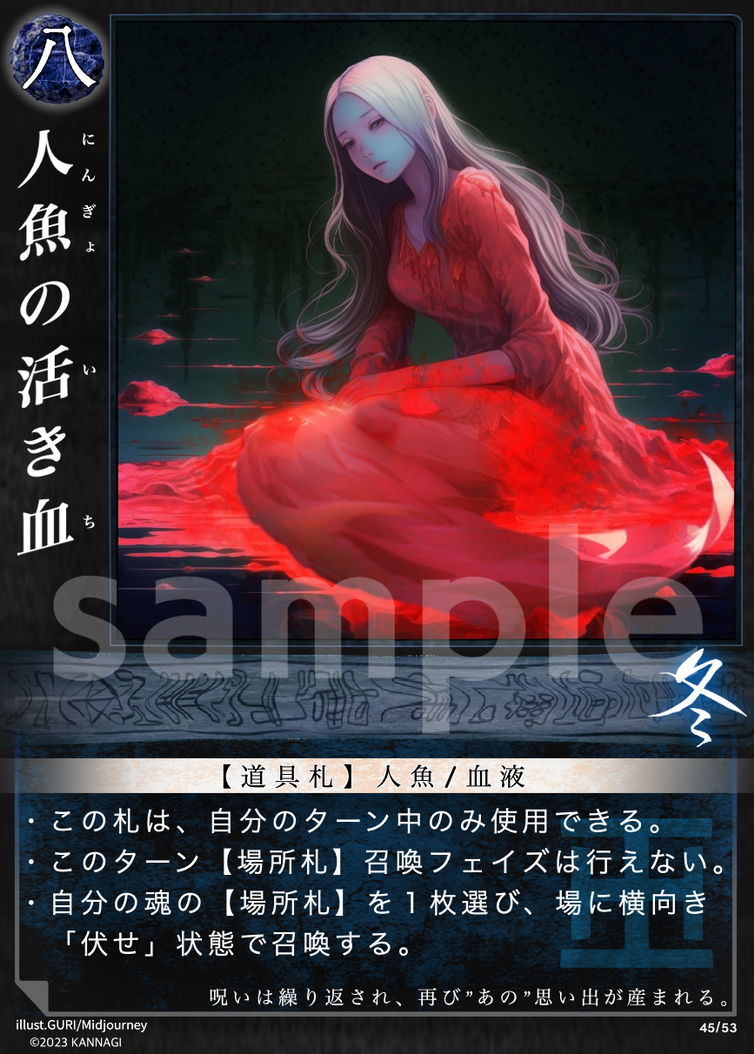 八
人魚の活き血
にんぎょ
い
ち
sample
冬
【道具札】人魚/血液
・この札は、自分のターン中のみ使用できる。
・このターン【場所札】召喚フェイズは行えない。
・自分の魂の【場所札】を1枚選び、場に横向き
「伏せ」状態で召喚する。
呪いは繰り返され、再び”あの”思い出が産まれる。
illust.GURI/Midjourney
©2023 KANNAGI
45/53